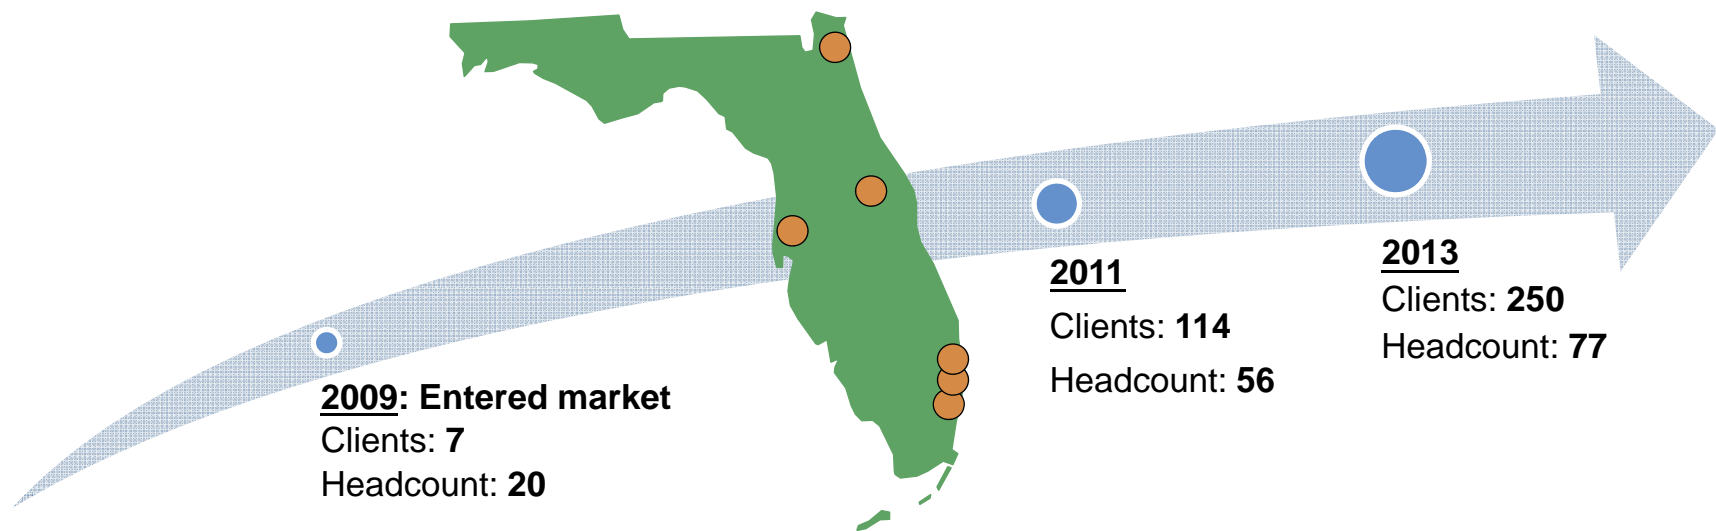 2009: Entered market
Clients: 7
Headcount: 20
2011
Clients: 114
Headcount: 56
2013
Clients: 250
Headcount: 77